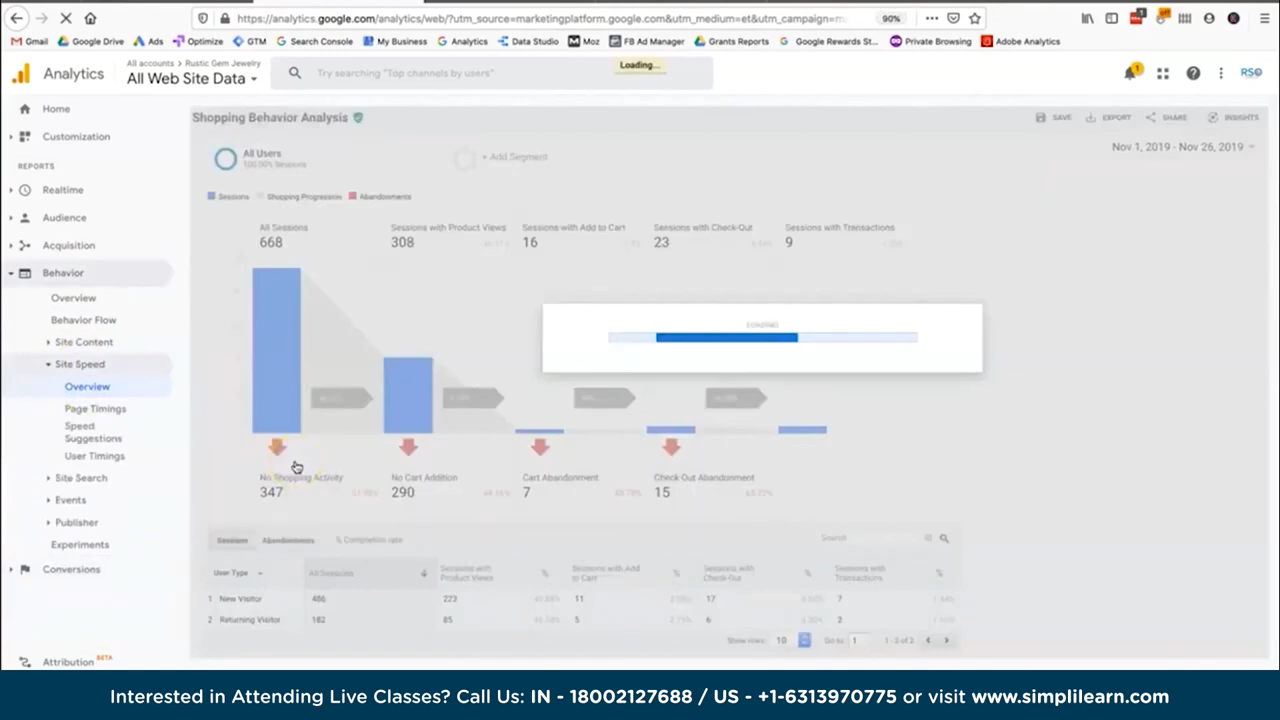 https://analytics.google.com/analytics/web/?utm_source=marketingplatform.google.com&utm_medium=et&utm_campaign=m
90%
Gmail Google Drive Ads Optimize GTM Search Console My Business Analytics Data Studio Moz FB Ad Manager Grants Reports Google Rewards St... Private Browsing Adobe Analytics
Analytics
All accounts > Rustic Gem Jewelry
All Web Site Data
Try searching "Top channels by users"
Loading...
1
RSO
Home
Customization
REPORTS
Realtime
Audience
Acquisition
Behavior
Overview
Behavior Flow
Site Content
Site Speed
Overview
Page Timings
Speed
Suggestions
User Timings
Site Search
Events
Publisher
Experiments
Conversions
Attribution BETA
Shopping Behavior Analysis
SAVE EXPORT SHARE INSIGHTS
Nov 1, 2019 - Nov 26, 2019
All Users
100.00% Sessions
+ Add Segment
Sessions Shopping Progression Abandonments
All Sessions Sessions with Product Views Sessions with Add to Cart Sessions with Check-Out Sessions with Transactions
668 308 16 23 9
LOADING
No Shopping Activity No Cart Addition Cart Abandonment Check-Out Abandonment
347 290 7 15
Sessions Abandonments % Completion rate
Search
User Type All Sessions Sessions with Product Views % Sessions with Add to Cart % Sessions with Check-Out % Sessions with Transactions %
1 New Visitor 486 223 11 17 7
2 Returning Visitor 182 85 5 6 2
Show rows: 10 Go to: 1 1 - 2 of 2
Interested in Attending Live Classes? Call Us: IN - 18002127688 / US - +1-6313970775 or visit www.simplilearn.com